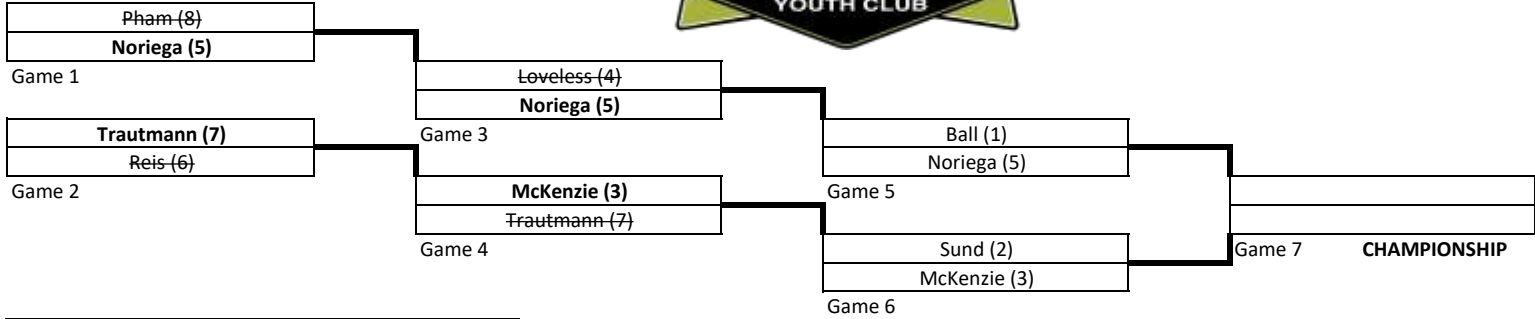 YOUTH CLUB
Pham (8)
Noriega (5)
Game 1
Trautmann (7)
Reis (6)
Game 2
Loveless (4)
Noriega (5)
Game 3
McKenzie (3)
Trautmann (7)
Game 4
Ball (1)
Noriega (5)
Game 5
Sund (2)
McKenzie (3)
Game 6
Game 7 CHAMPIONSHIP